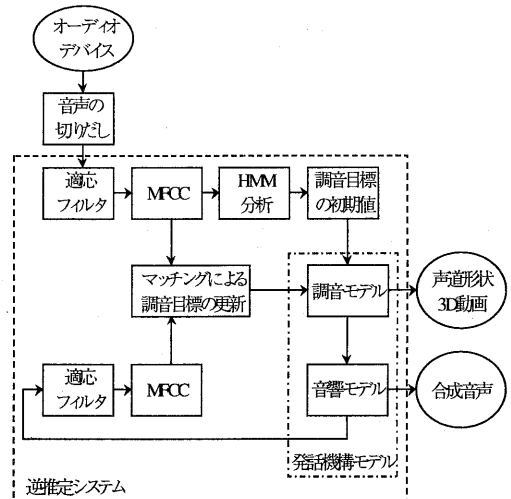 オーディオ
デバイス
音声の
切りだし
適応
フィルタ
MFCC
HMM
分析
調音目標
の初期値
マッチングによる
調音目標の更新
調音モデル
声道形状
3D動画
適応
フィルタ
MFCC
音響モデル
合成音声
発話機構モデル
逆推定システム